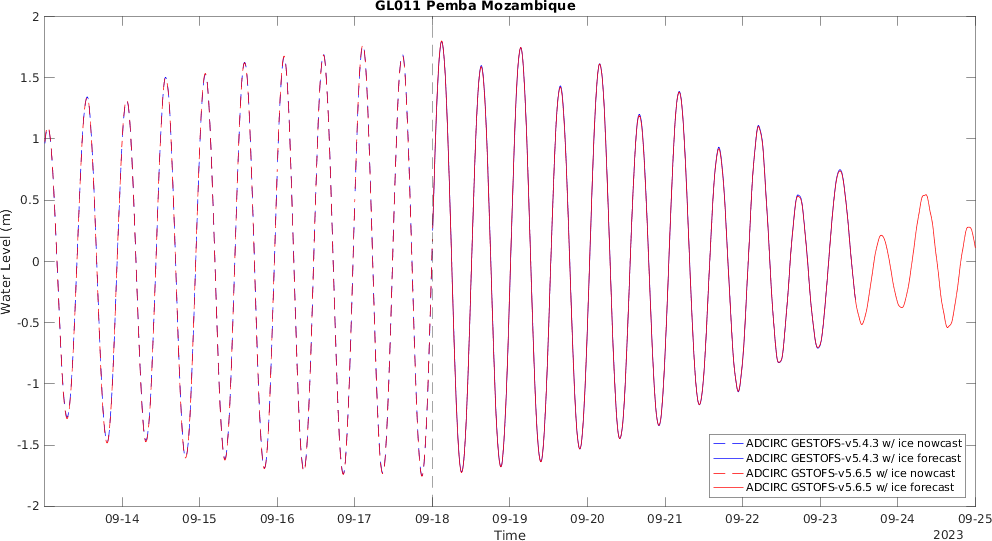 GL011 Pemba Mozambique
2
1.5
1
0.5
0
-0.5
-1
-1.5
-2
Water Level (m)
09-14 09-15 09-16 09-17 09-18 09-19 09-20 09-21 09-22 09-23 09-24 09-25
Time
2023
ADCIRC GESTOFS-v5.4.3 w/ ice nowcast
ADCIRC GESTOFS-v5.4.3 w/ ice forecast
ADCIRC GSTOFS-v5.6.5 w/ ice nowcast
ADCIRC GSTOFS-v5.6.5 w/ ice forecast